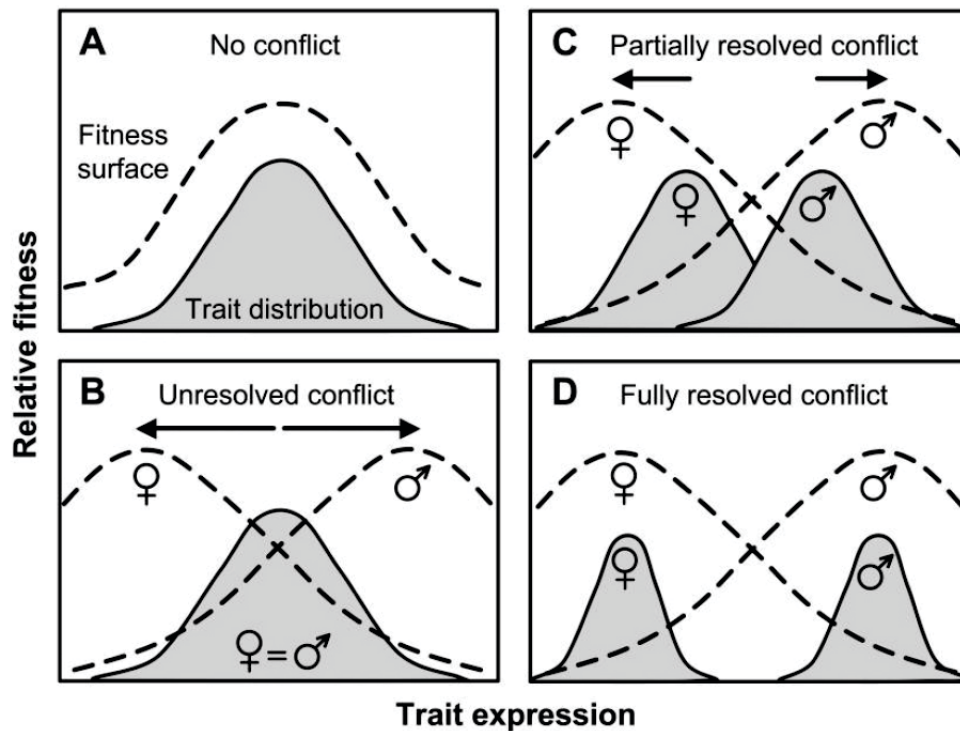 Relative fitness
A
No conflict
Fitness
surface
Trait distribution
B
Unresolved conflict
♀
♂
♀=♂
C
Partially resolved conflict
♀
♂
♀
♂
D
Fully resolved conflict
♀
♂
♀
♂
Trait expression